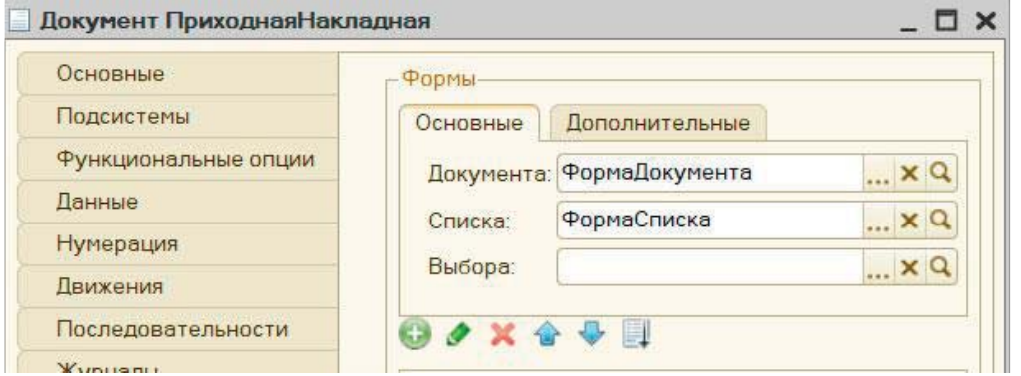 Документ ПриходнаяНакладная
Основные
Подсистемы
Функциональные опции
Данные
Нумерация
Движения
Последовательности
Журналы
Формы
Основные
Дополнительные
Документа: ФормаДокумента
Списка: ФормаСписка
Выбора: